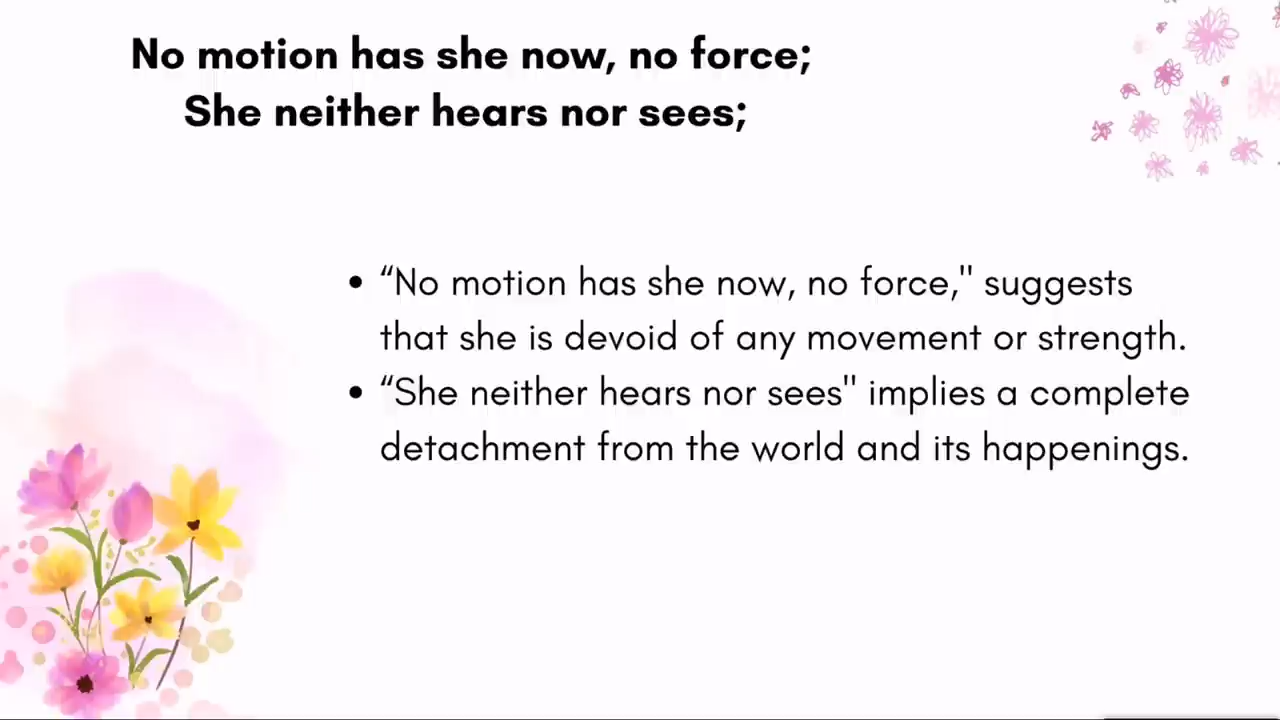 No motion has she now, no force;
She neither hears nor sees;
• “No motion has she now, no force," suggests
that she is devoid of any movement or strength.
• “She neither hears nor sees" implies a complete
detachment from the world and its happenings.